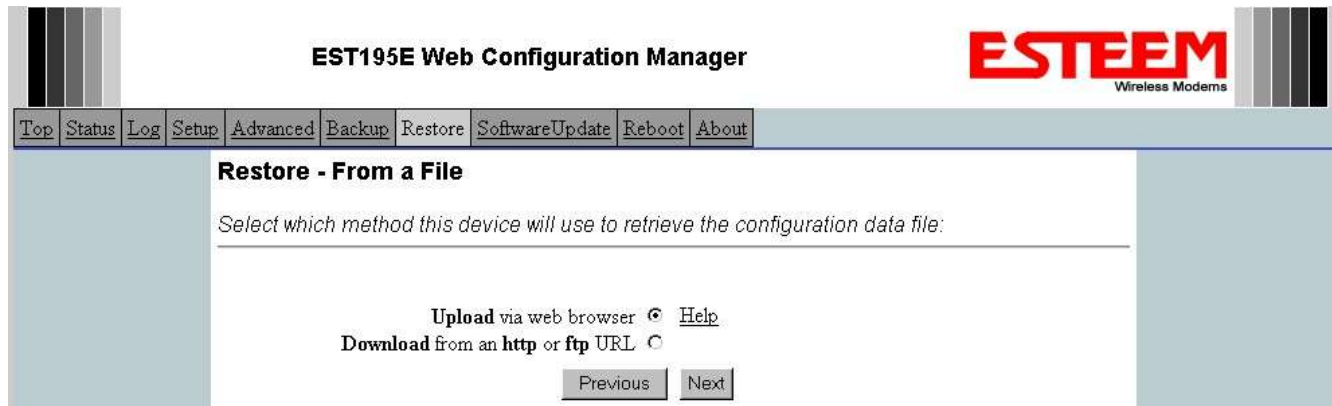 EST195E Web Configuration Manager
ESTEEM
Wireless Modems
Top Status Log Setup Advanced Backup Restore SoftwareUpdate Reboot About
Restore - From a File
Select which method this device will use to retrieve the configuration data file:
Upload via web browser Help
Download from an http or ftp URL
Previous Next